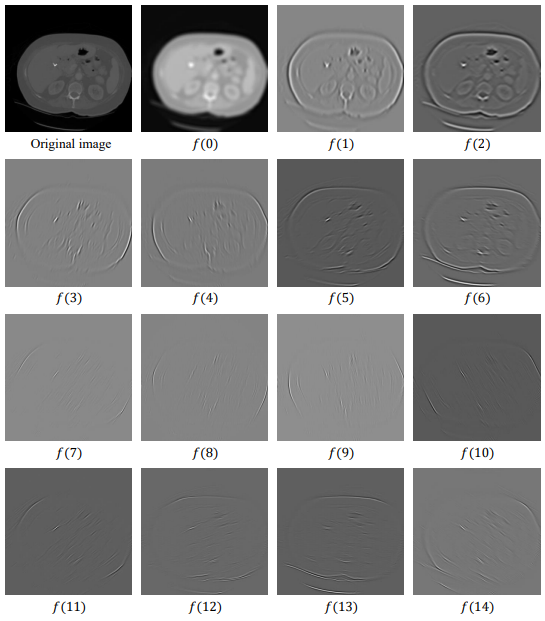 Original image
f(0)
f(1)
f(2)
f(3)
f(4)
f(5)
f(6)
f(7)
f(8)
f(9)
f(10)
f(11)
f(12)
f(13)
f(14)